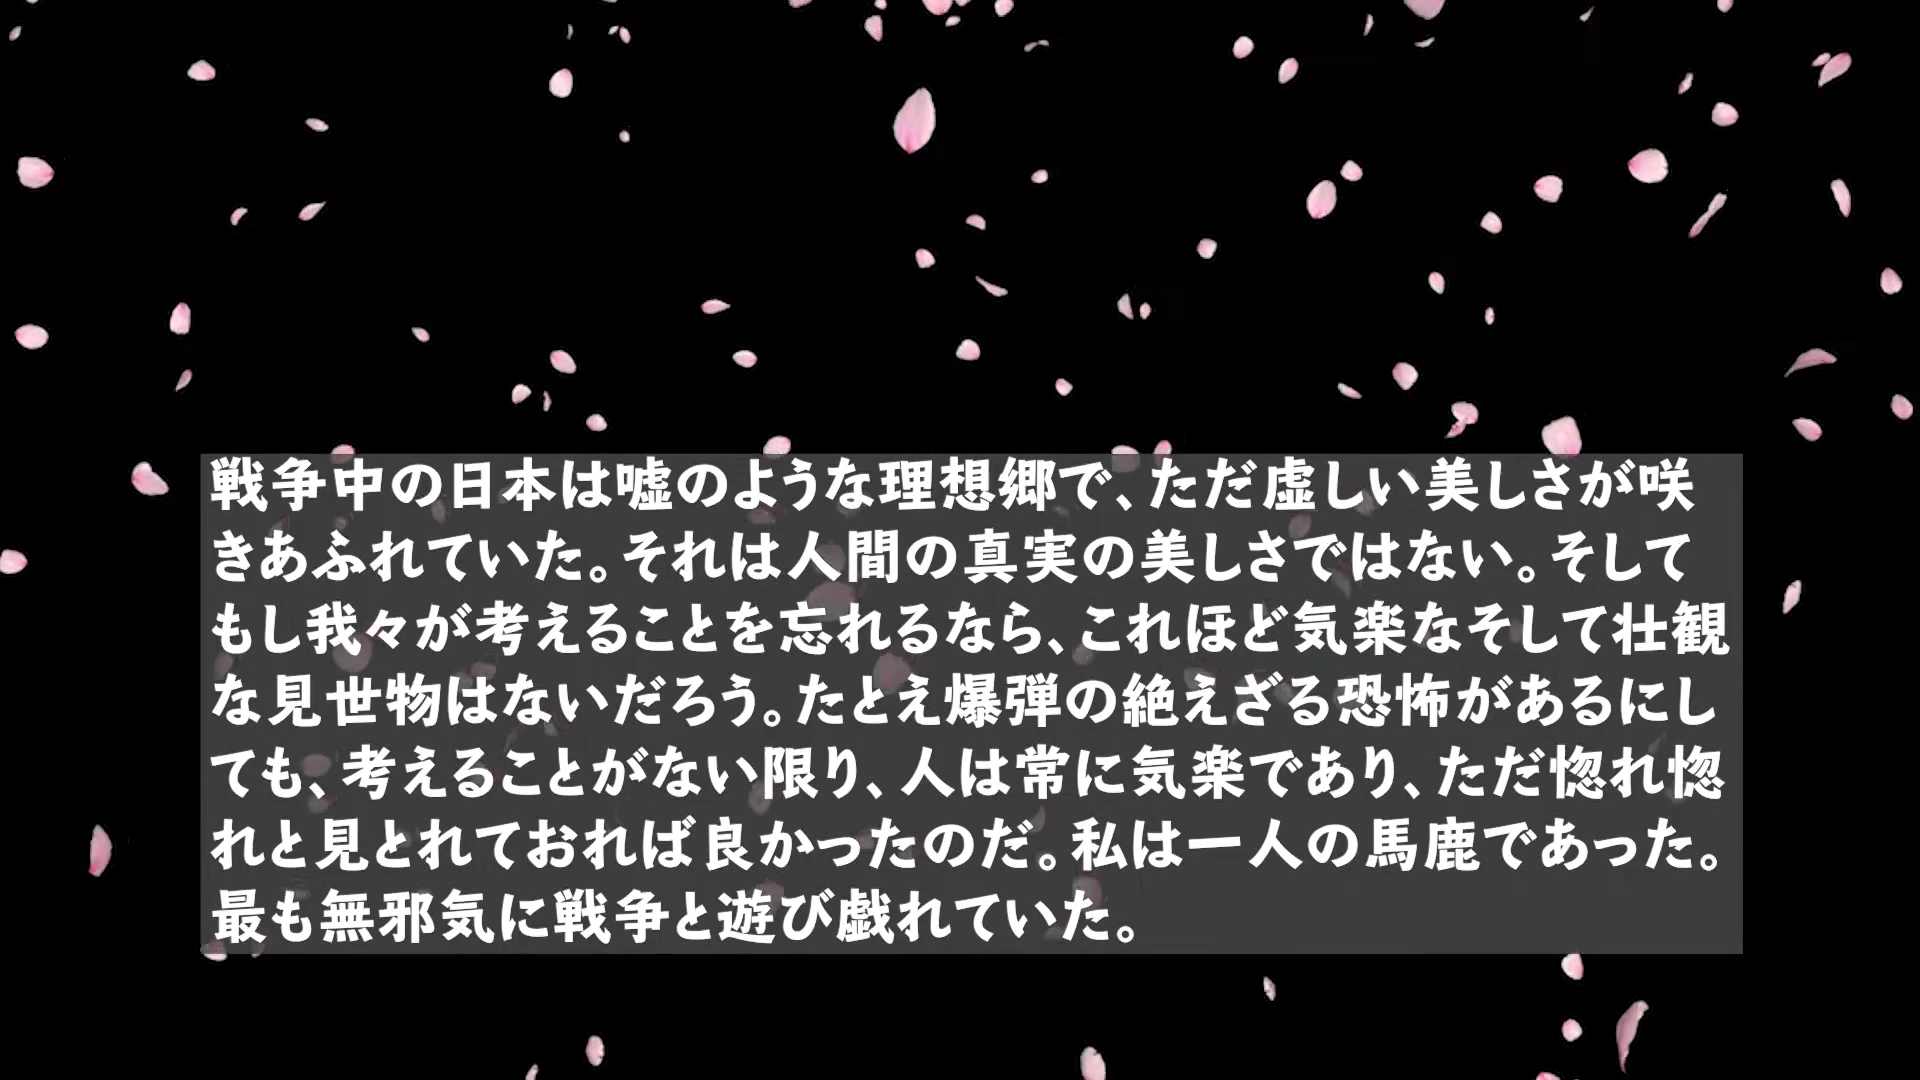 戦争中の日本は嘘のような理想郷で、ただ虚しい美しさが咲
きあふれていた。それは人間の真実の美しさではない。そして
もし我々が考えることを忘れるなら、これほど気楽なそして壮観
な見世物はないだろう。たとえ爆弾の絶えざる恐怖があるにし
ても、考えることがない限り、人は常に気楽であり、ただ惚れ惚
れと見とれておれば良かったのだ。私は一人の馬鹿であった。
最も無邪気に戦争と遊び戯れていた。